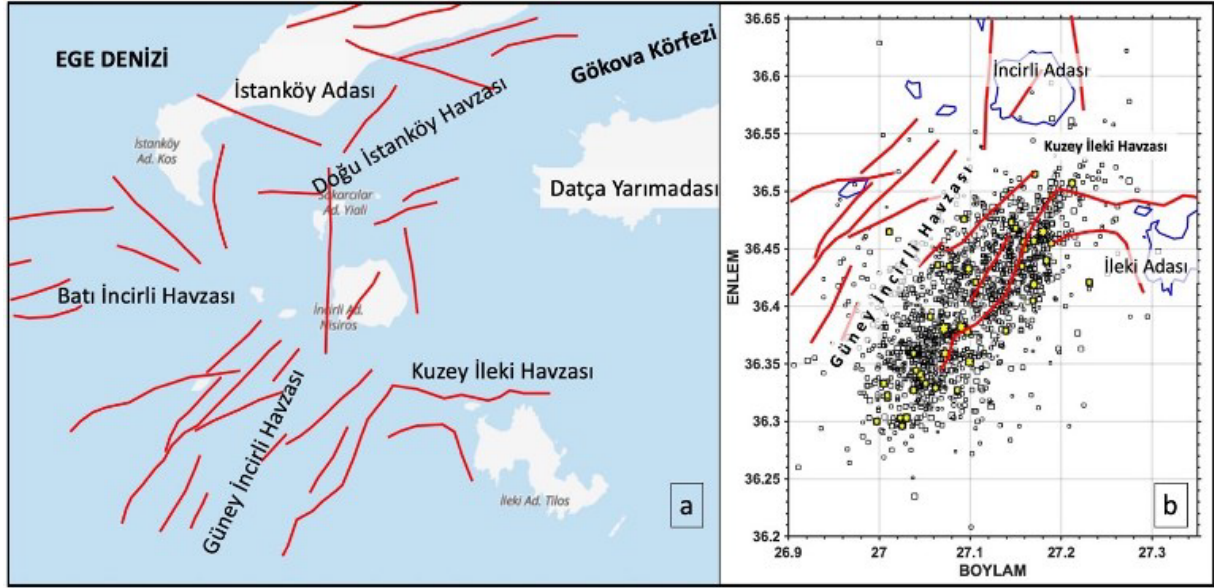 EGE DENİZİ
Gökova Körfezi
İstanköy Adası
İstanköy
Ad. Kos
Doğu İstanköy Havzası
Sakarcılar
Ad. Yiali
Datça Yarımadası
Batı İncirli Havzası
İncirli Ad.
Nisiros
Kuzey İleki Havzası
Güney İncirli Havzası
İleki Ad. Tilos
a
36.65
36.6
36.55
36.5
36.45
36.4
36.35
36.3
36.25
36.2
ENLEM
İncirli Adası
Kuzey İleki Havzası
Güney İncirli Havzası
İleki Adası
b
26.9 27 27.1 27.2 27.3
BOYLAM